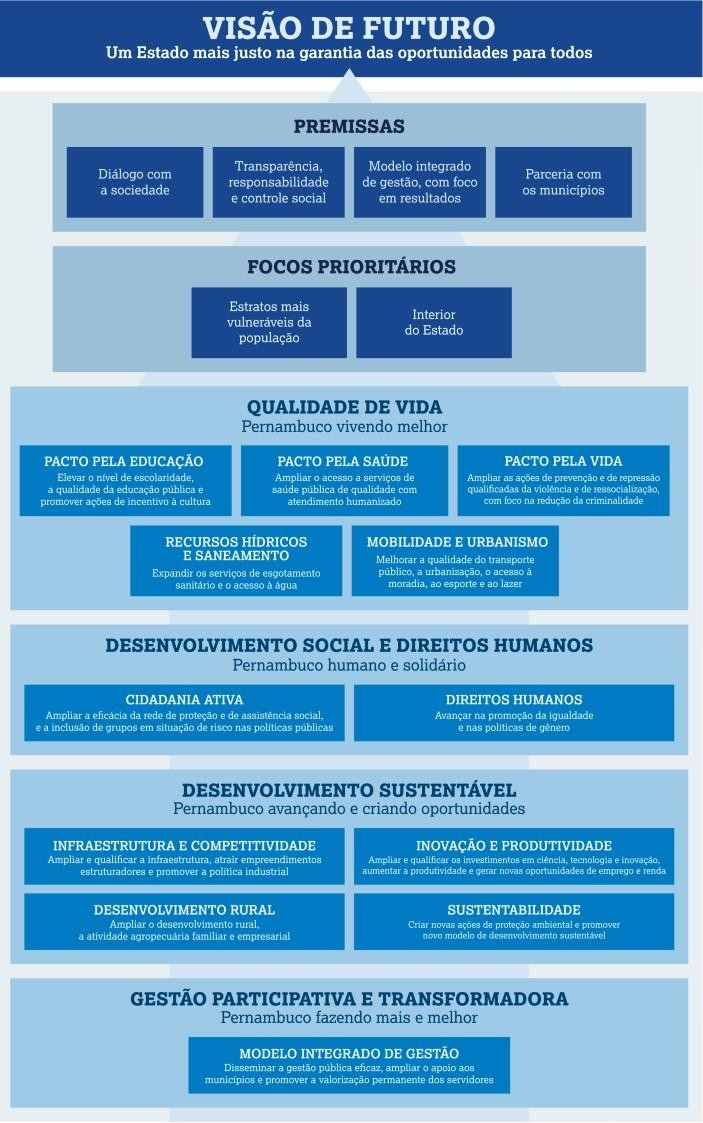 VISÃO DE FUTURO
Um Estado mais justo na garantia das oportunidades para todos
PREMISSAS
Diálogo com
a sociedade
Transparência,
responsabilidade
e controle social
Modelo integrado
de gestão, com foco
em resultados
Parceria com
os municípios
FOCOS PRIORITÁRIOS
Estratos mais
vulneráveis da
população
Interior
do Estado
QUALIDADE DE VIDA
Pernambuco vivendo melhor
PACTO PELA EDUCAÇÃO
Elevar o nível de escolaridade,
a qualidade da educação pública e
promover ações de incentivo à cultura
PACTO PELA SAÚDE
Ampliar o acesso a serviços de
saúde pública de qualidade com
atendimento humanizado
PACTO PELA VIDA
Ampliar as ações de prevenção e de repressão
qualificadas da violência e de ressocialização,
com foco na redução da criminalidade
RECURSOS HÍDRICOS
E SANEAMENTO
Expandir os serviços de esgotamento
sanitário e o acesso à água
MOBILIDADE E URBANISMO
Melhorar a qualidade do transporte
público, a urbanização, o acesso à
moradia, ao esporte e ao lazer
DESENVOLVIMENTO SOCIAL E DIREITOS HUMANOS
Pernambuco humano e solidário
CIDADANIA ATIVA
Ampliar a eficácia da rede de proteção e de assistência social,
e a inclusão de grupos em situação de risco nas políticas públicas
DIREITOS HUMANOS
Avançar na promoção da igualdade
e nas políticas de gênero
DESENVOLVIMENTO SUSTENTÁVEL
Pernambuco avançando e criando oportunidades
INFRAESTRUTURA E COMPETITIVIDADE
Ampliar e qualificar a infraestrutura, atrair empreendimentos
estruturadores e promover a política industrial
INOVAÇÃO E PRODUTIVIDADE
Ampliar e qualificar os investimentos em ciência, tecnologia e inovação,
aumentar a produtividade e gerar novas oportunidades de emprego e renda
DESENVOLVIMENTO RURAL
Ampliar o desenvolvimento rural,
a atividade agropecuária familiar e empresarial
SUSTENTABILIDADE
Criar novas ações de proteção ambiental e promover
novo modelo de desenvolvimento sustentável
GESTÃO PARTICIPATIVA E TRANSFORMADORA
Pernambuco fazendo mais e melhor
MODELO INTEGRADO DE GESTÃO
Disseminar a gestão pública eficaz, ampliar o apoio aos
municípios e promover a valorização permanente dos servidores